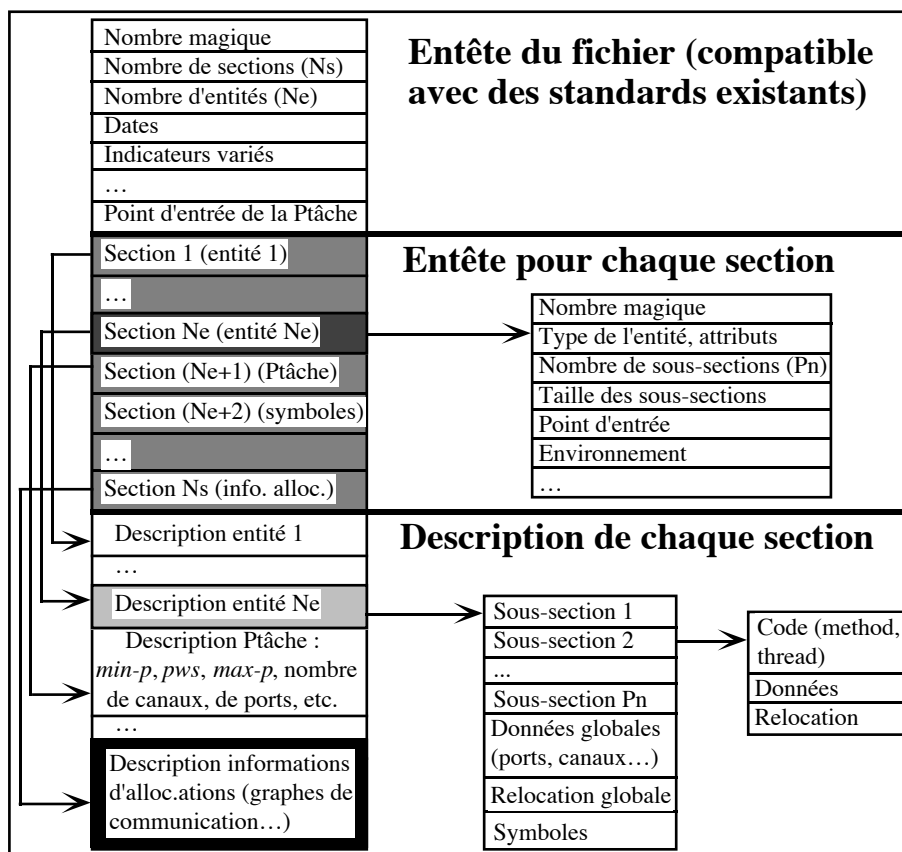 Nombre magique
Nombre de sections (Ns)
Nombre d'entités (Ne)
Dates
Indicateurs variés
…
Point d'entrée de la Ptâche
Entête du fichier (compatible
avec des standards existants)
Section 1 (entité 1)
…
Section Ne (entité Ne)
Section (Ne+1) (Ptâche)
Section (Ne+2) (symboles)
…
Section Ns (info. alloc.)
Entête pour chaque section
Nombre magique
Type de l'entité, attributs
Nombre de sous-sections (Pn)
Taille des sous-sections
Point d'entrée
Environnement
…
Description entité 1
…
Description entité Ne
Description Ptâche :
min-p, pws, max-p, nombre
de canaux, de ports, etc.
…
Description informations
d'alloc.ations (graphes de
communication…)
Description de chaque section
Sous-section 1
Sous-section 2
...
Sous-section Pn
Données globales
(ports, canaux…)
Relocation globale
Symboles
Code (method,
thread)
Données
Relocation